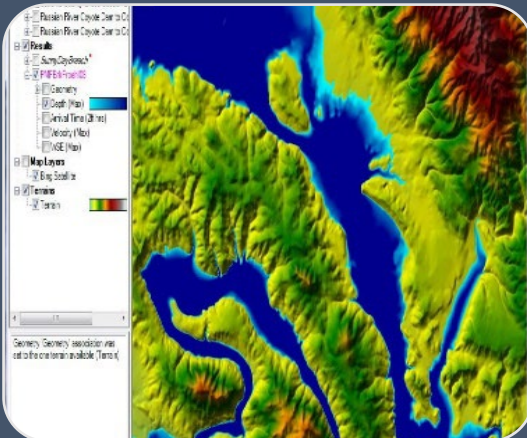 Russian River Coyote Dam to Co
Russian River Coyote Dam to Co
Results
SunnyDayBreach
Geometry
Depth (Max)
Arrival Time (2ft hrs)
Velocity (Max)
WSE (Max)
Map Layers
Bing Satellite
Terrains
Terrain
Geometry 'Geometry' association was
set to the one terrain available (Terrain)